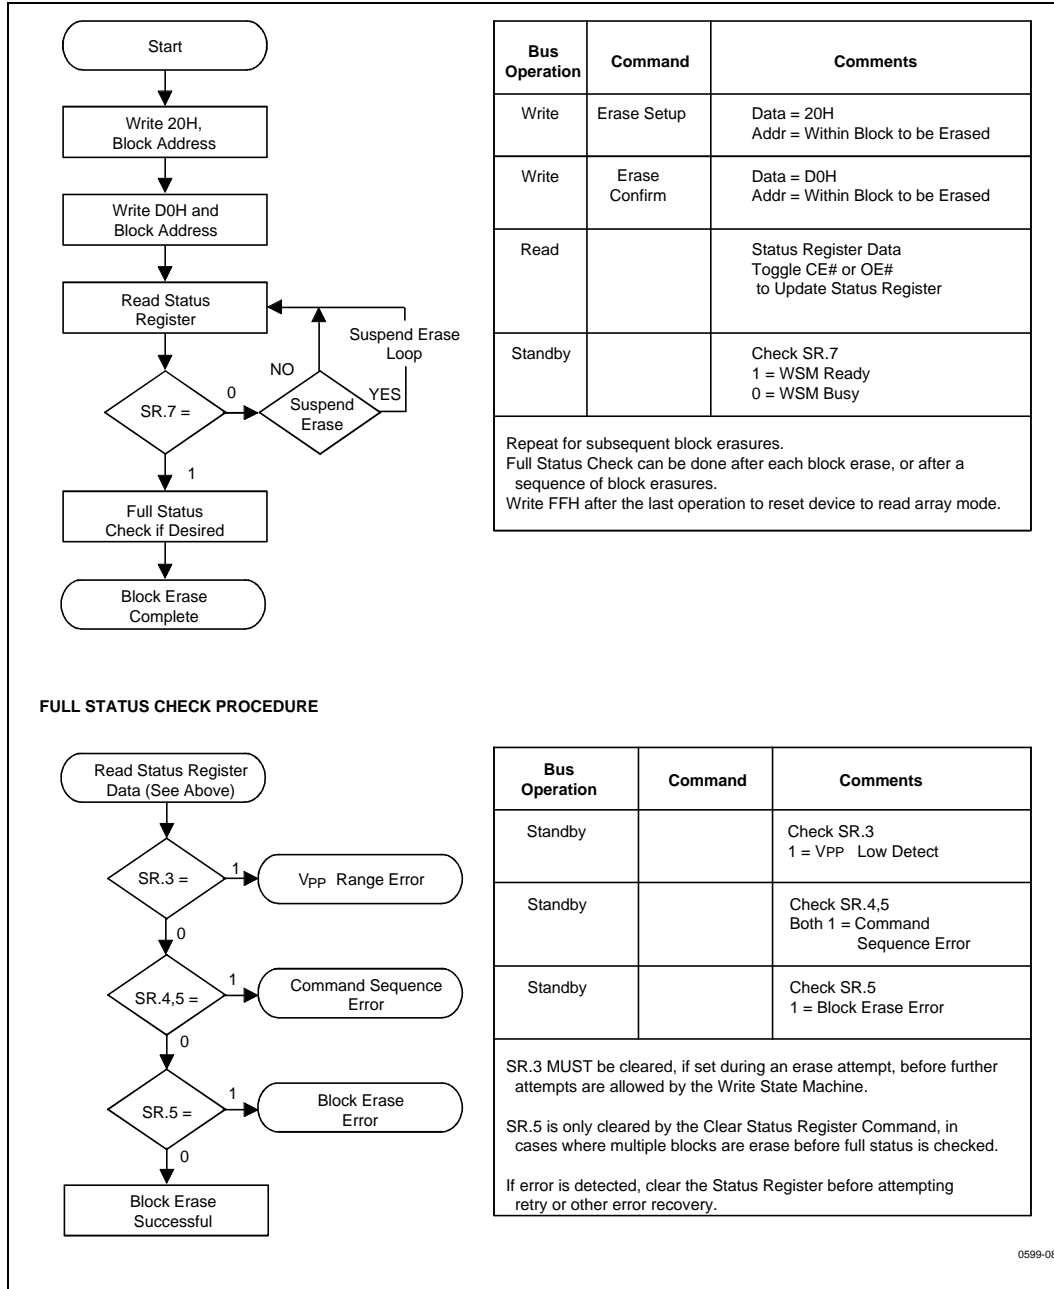 Start
Write 20H,
Block Address
Write D0H and
Block Address
Read Status
Register
Suspend Erase
Loop
NO
YES
0
SR.7 =
Suspend
Erase
1
Full Status
Check if Desired
Block Erase
Complete
Bus
Operation
Command
Comments
Write
Erase Setup
Data = 20H
Addr = Within Block to be Erased
Write
Erase
Confirm
Data = D0H
Addr = Within Block to be Erased
Read
Status Register Data
Toggle CE# or OE#
to Update Status Register
Standby
Check SR.7
1 = WSM Ready
0 = WSM Busy
Repeat for subsequent block erasures.
Full Status Check can be done after each block erase, or after a
sequence of block erasures.
Write FFH after the last operation to reset device to read array mode.
FULL STATUS CHECK PROCEDURE
Read Status Register
Data (See Above)
SR.3 =
1
VPP Range Error
0
SR.4,5 =
1
Command Sequence
Error
0
SR.5 =
1
Block Erase
Error
0
Block Erase
Successful
Bus
Operation
Command
Comments
Standby
Check SR.3
1 = VPP Low Detect
Standby
Check SR.4,5
Both 1 = Command
Sequence Error
Standby
Check SR.5
1 = Block Erase Error
SR.3 MUST be cleared, if set during an erase attempt, before further
attempts are allowed by the Write State Machine.
SR.5 is only cleared by the Clear Status Register Command, in
cases where multiple blocks are erase before full status is checked.
If error is detected, clear the Status Register before attempting
retry or other error recovery.
0599-08